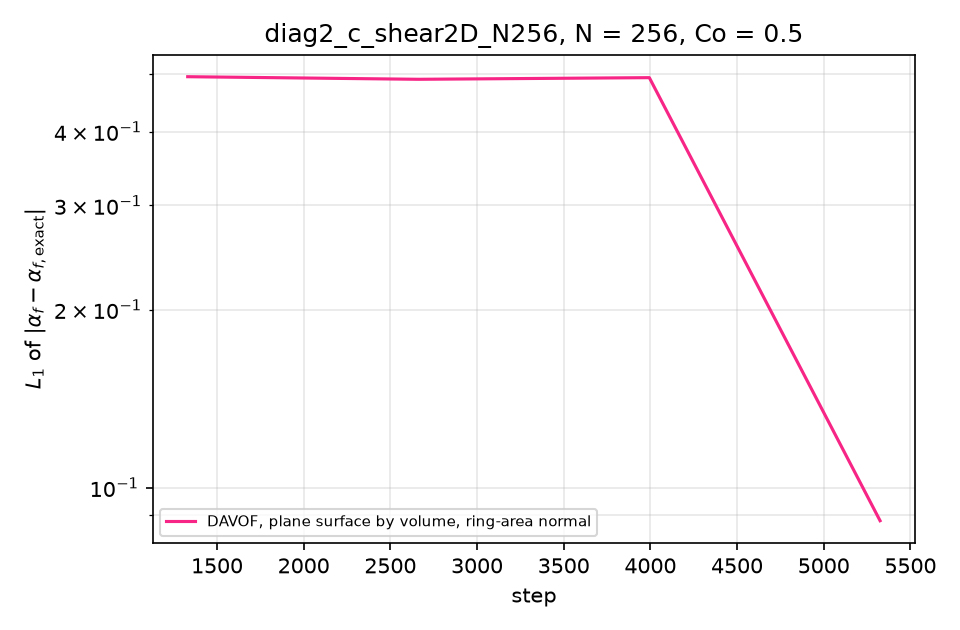 diag2_c_shear2D_N256, N = 256, Co = 0.5
L₁ of |α_f − α_{f,exact}|
4 × 10⁻¹
3 × 10⁻¹
2 × 10⁻¹
10⁻¹
DAVOF, plane surface by volume, ring-area normal
1500 2000 2500 3000 3500 4000 4500 5000 5500
step